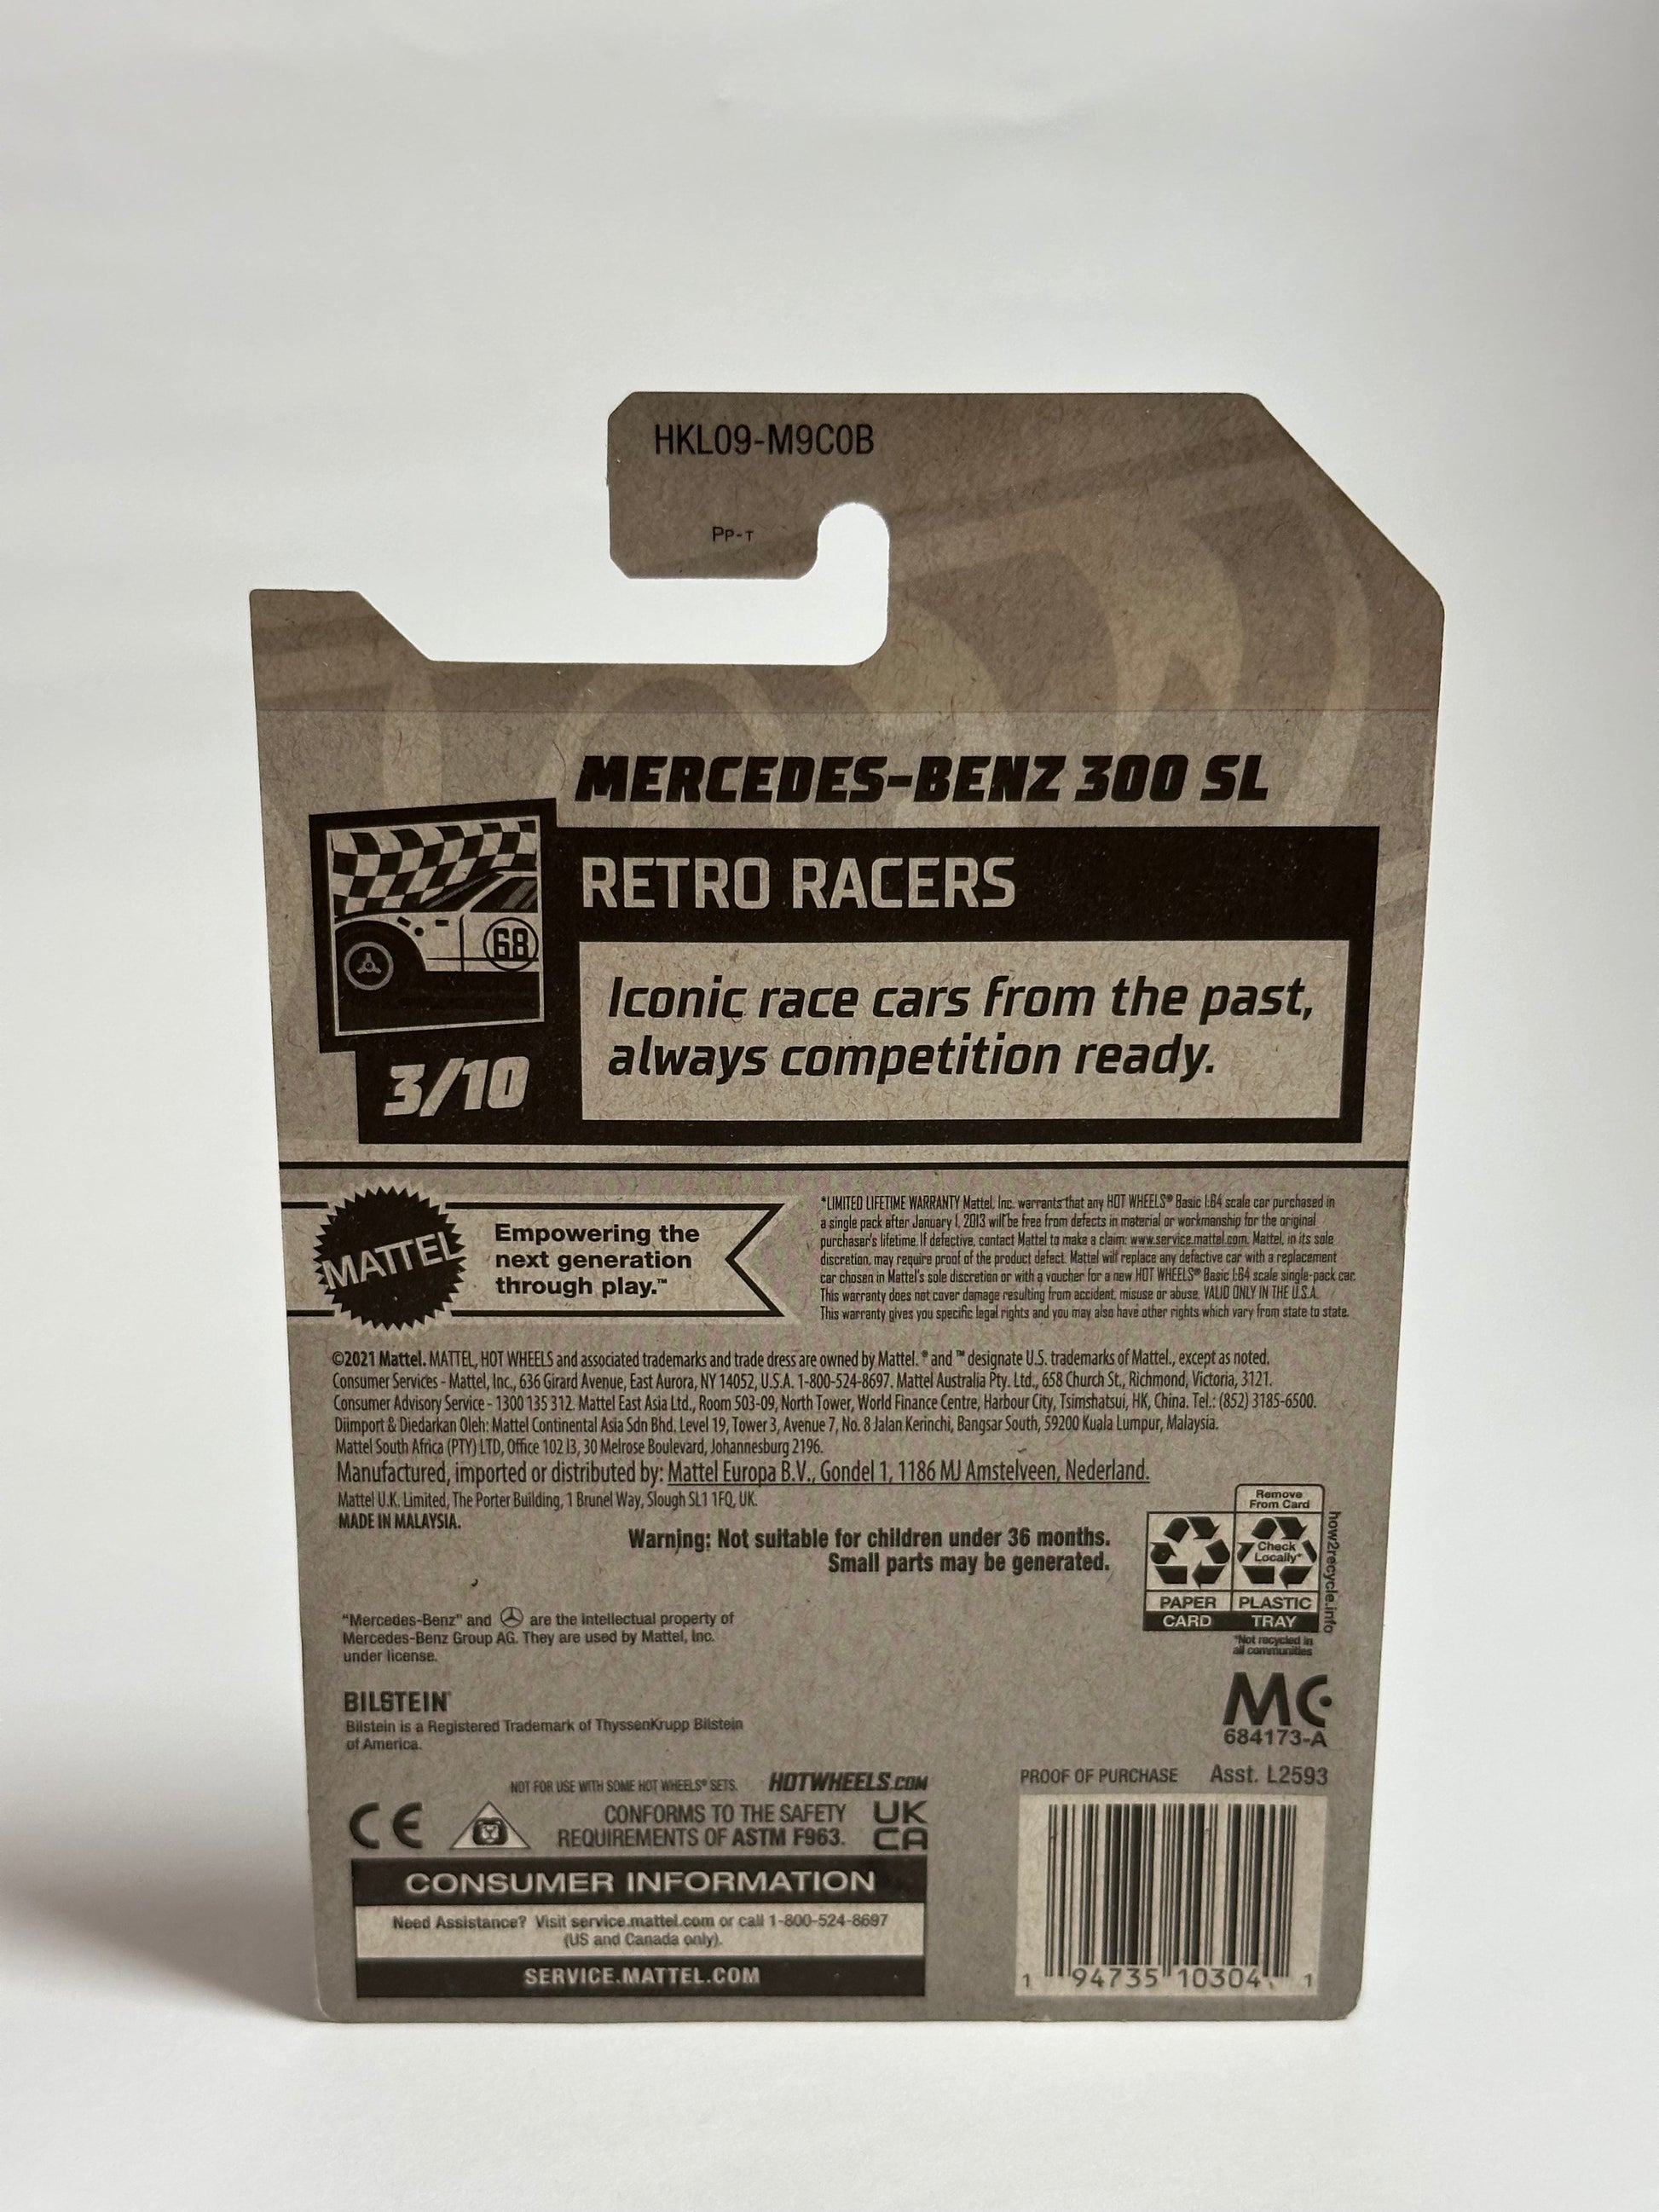 HKL09-M9C0B
PP-T
MERCEDES-BENZ 300 SL
RETRO RACERS
68
Iconic race cars from the past,
always competition ready.
3/10
MATTEL
Empowering the
next generation
through play.™
*LIMITED LIFETIME WARRANTY Mattel, Inc. warrants that any HOT WHEELS® Basic 1:64 scale car purchased in
a single pack after January 1, 2013 will be free from defects in material or workmanship for the original
purchaser's lifetime. If defective, contact Mattel to make a claim: www.service.mattel.com. Mattel, in its sole
discretion, may require proof of the product defect. Mattel will replace any defective car with a replacement
car chosen in Mattel's sole discretion or with a voucher for a new HOT WHEELS® Basic 1:64 scale single-pack car.
This warranty does not cover damage resulting from accident, misuse or abuse. VALID ONLY IN THE U.S.A.
This warranty gives you specific legal rights and you may also have other rights which vary from state to state.
©2021 Mattel. MATTEL, HOT WHEELS and associated trademarks and trade dress are owned by Mattel. ® and ™ designate U.S. trademarks of Mattel., except as noted.
Consumer Services - Mattel, Inc., 636 Girard Avenue, East Aurora, NY 14052, U.S.A. 1-800-524-8697. Mattel Australia Pty. Ltd., 658 Church St., Richmond, Victoria, 3121.
Consumer Advisory Service - 1300 135 312. Mattel East Asia Ltd., Room 503-09, North Tower, World Finance Centre, Harbour City, Tsimshatsui, HK, China. Tel.: (852) 3185-6500.
Diimport & Diedarkan Oleh: Mattel Continental Asia Sdn Bhd. Level 19, Tower 3, Avenue 7, No. 8 Jalan Kerinchi, Bangsar South, 59200 Kuala Lumpur, Malaysia.
Mattel South Africa (PTY) LTD, Office 102 I3, 30 Melrose Boulevard, Johannesburg 2196.
Manufactured, imported or distributed by: Mattel Europa B.V., Gondel 1, 1186 MJ Amstelveen, Nederland.
Mattel U.K. Limited, The Porter Building, 1 Brunel Way, Slough SL1 1FQ, UK.
MADE IN MALAYSIA.
Warning: Not suitable for children under 36 months.
Small parts may be generated.
Remove
From Card
Check
Locally*
PAPER
PLASTIC
CARD
TRAY
how2recycle.info
*Not recycled in
all communities
"Mercedes-Benz" and are the intellectual property of
Mercedes-Benz Group AG. They are used by Mattel, Inc.
under license.
BILSTEIN
Bilstein is a Registered Trademark of ThyssenKrupp Bilstein
of America.
MC
684173-A
NOT FOR USE WITH SOME HOT WHEELS® SETS.
HOTWHEELS.COM
PROOF OF PURCHASE
Asst. L2593
CE
CONFORMS TO THE SAFETY
REQUIREMENTS OF ASTM F963.
UK
CA
CONSUMER INFORMATION
Need Assistance? Visit service.mattel.com or call 1-800-524-8697
(US and Canada only).
SERVICE.MATTEL.COM
1 94735 10304 1